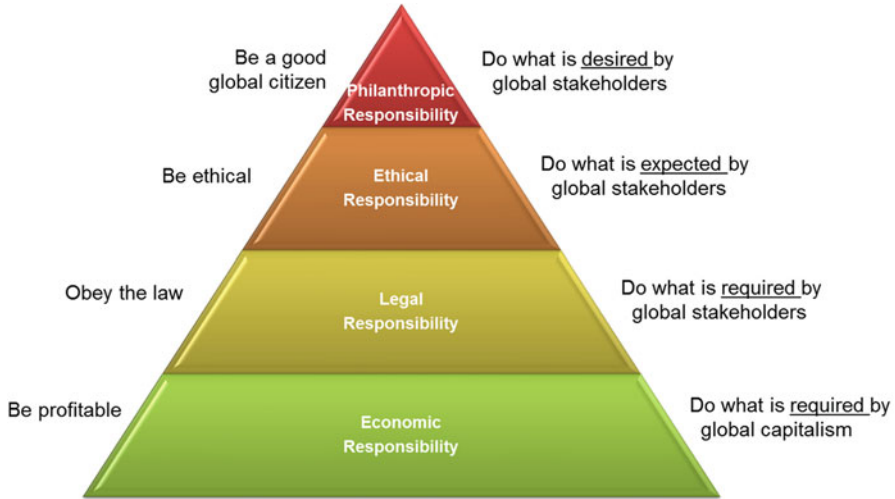 Be a good
global citizen
Philanthropic
Responsibility
Do what is desired by
global stakeholders
Be ethical
Ethical
Responsibility
Do what is expected by
global stakeholders
Obey the law
Legal
Responsibility
Do what is required by
global stakeholders
Be profitable
Economic
Responsibility
Do what is required by
global capitalism